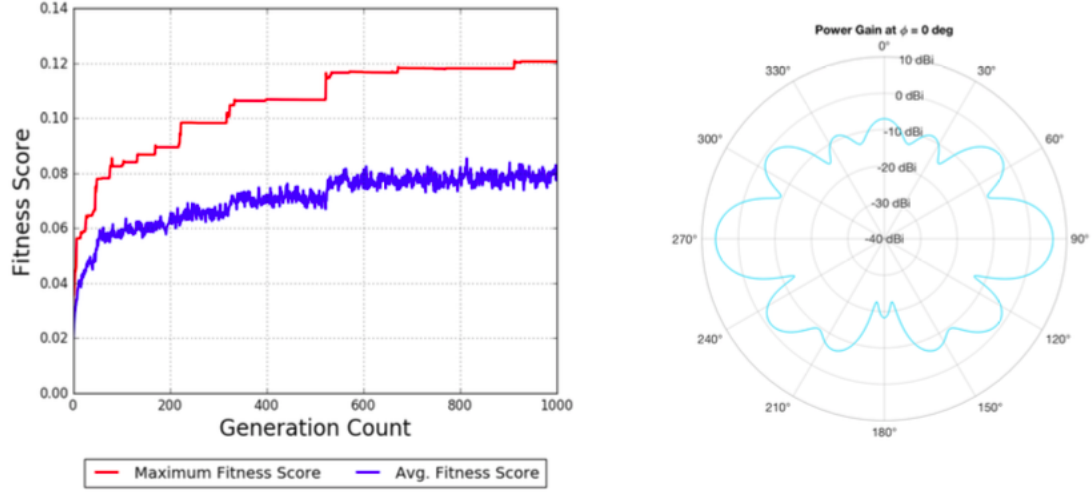 0.14
0.12
0.10
0.08
0.06
0.04
0.02
0.00
Fitness Score
0 200 400 600 800 1000
Generation Count
Maximum Fitness Score Avg. Fitness Score
Power Gain at ϕ = 0 deg
0°
330° 10 dBi 30°
0 dBi
300° -10 dBi 60°
-20 dBi
-30 dBi
270° -40 dBi 90°
240° 120°
210° 150°
180°